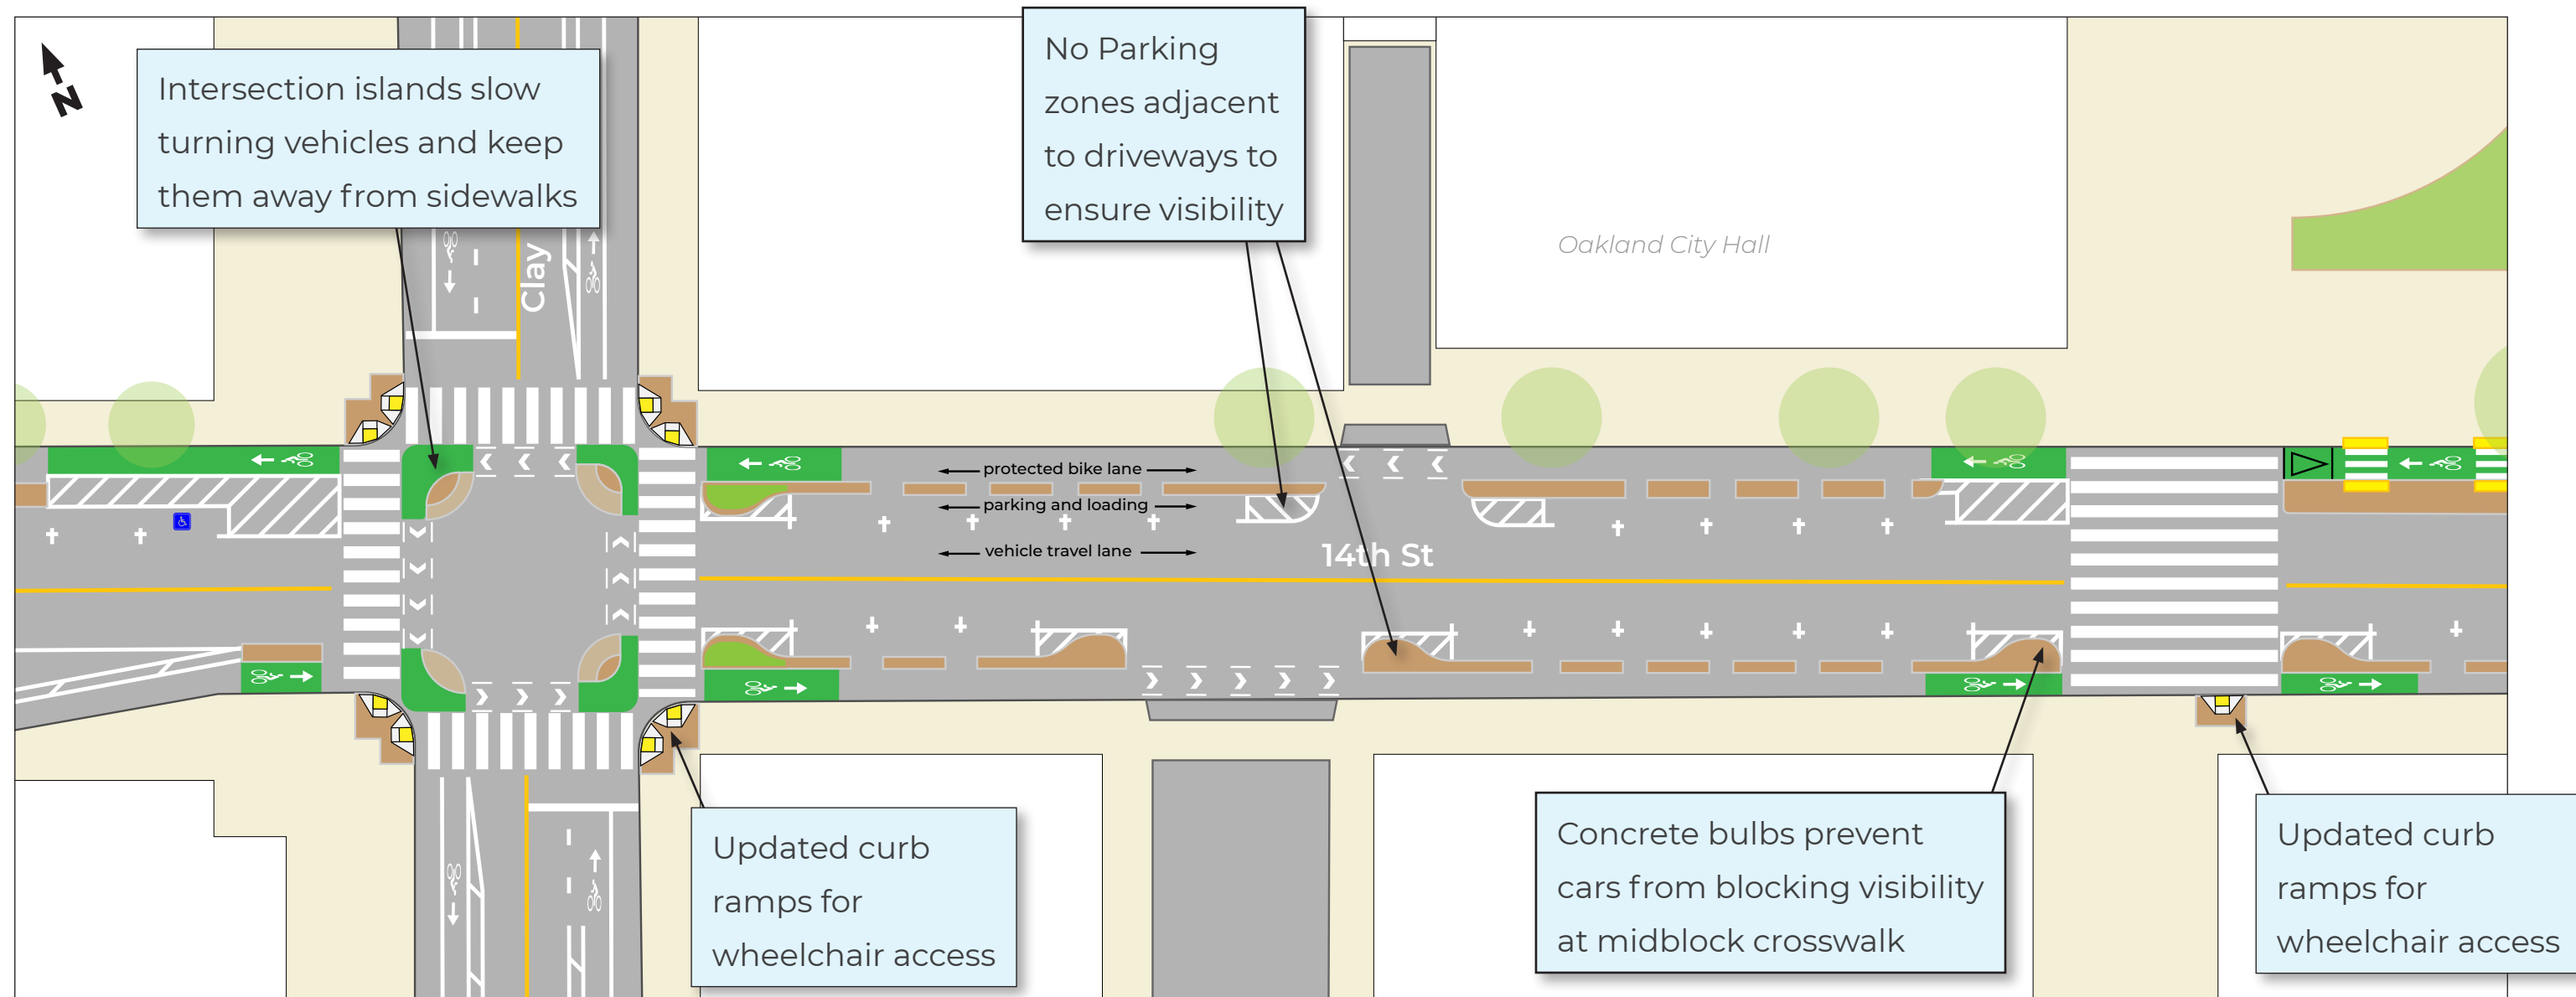 N
Intersection islands slow
turning vehicles and keep
them away from sidewalks
No Parking
zones adjacent
to driveways to
ensure visibility
Clay
Oakland City Hall
protected bike lane
parking and loading
vehicle travel lane
14th St
Updated curb
ramps for
wheelchair access
Concrete bulbs prevent
cars from blocking visibility
at midblock crosswalk
Updated curb
ramps for
wheelchair access